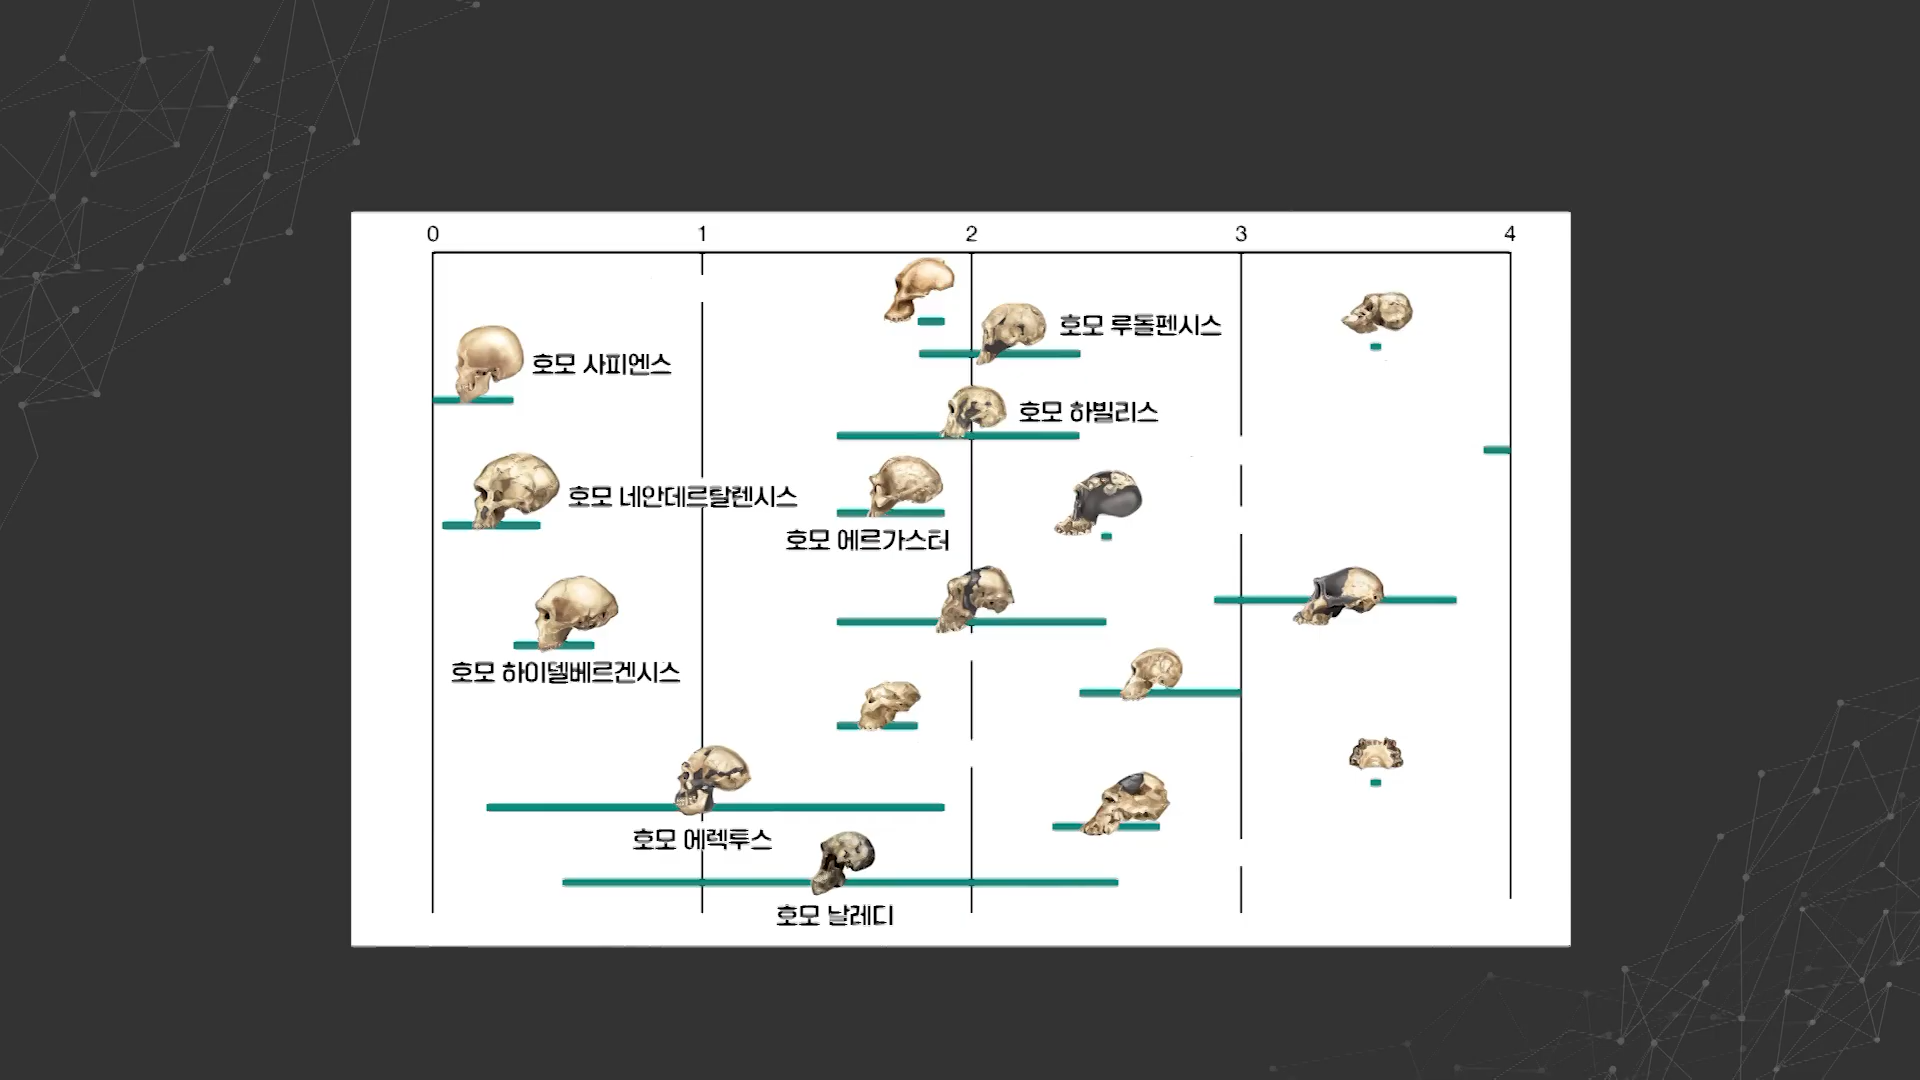 0 1 2 3 4
호모 루돌펜시스
호모 사피엔스
호모 하빌리스
호모 네안데르탈렌시스
호모 에르가스터
호모 하이델베르겐시스
호모 에렉투스
호모 날레디